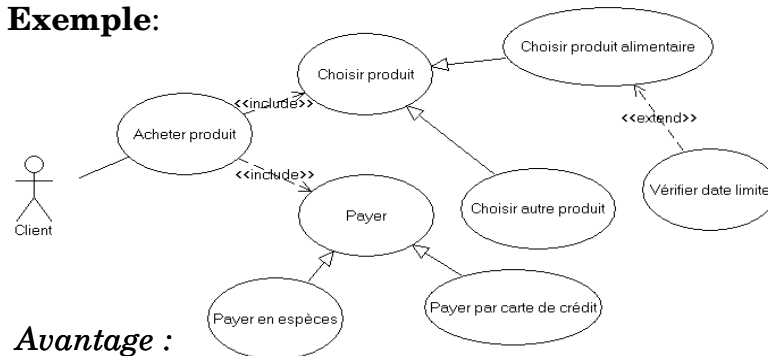 Exemple:
Choisir produit alimentaire
Choisir produit
<<include>>
<<extend>>
Acheter produit
<<include>>
Vérifier date limite
Choisir autre produit
Payer
Client
Payer par carte de crédit
Payer en espèces
Avantage :